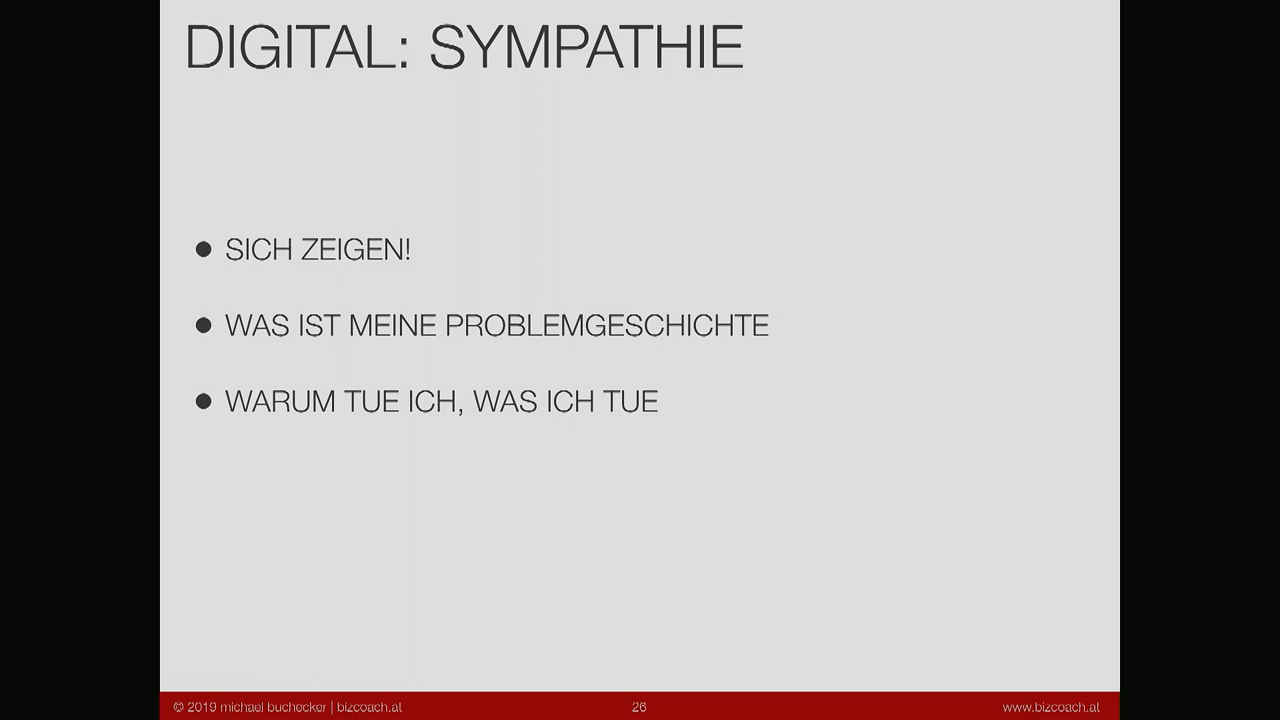 DIGITAL: SYMPATHIE
● SICH ZEIGEN!
● WAS IST MEINE PROBLEMGESCHICHTE
● WARUM TUE ICH, WAS ICH TUE
© 2019 michael buchecker | bizcoach.at 26 www.bizcoach.at